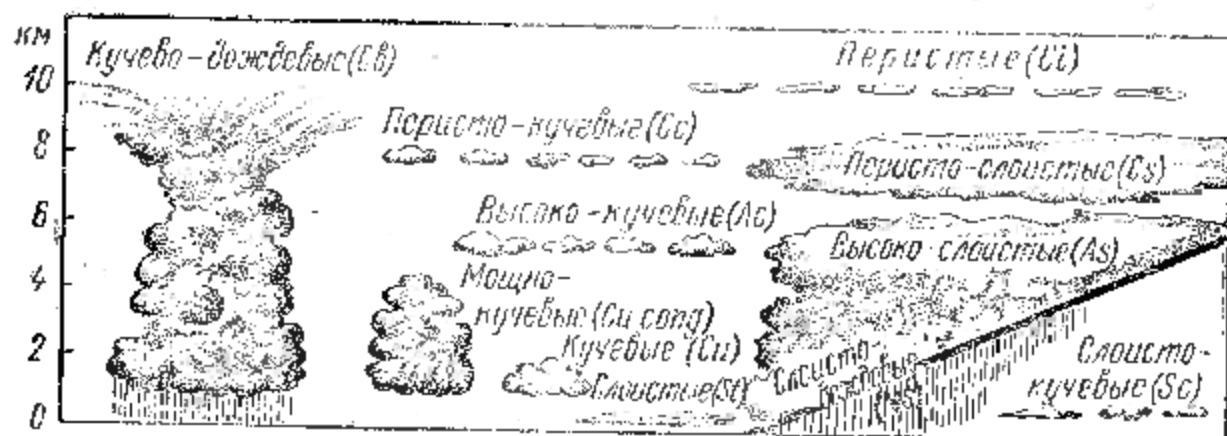 км
10
8
6
4
2
0
Кучево-дождевые(Cb)
Перистые(Ci)
Перисто-кучевые(Cc)
Перисто-слоистые(Cs)
Высоко-кучевые(Ac)
Высоко-слоистые(As)
Мощно-
кучевые(Cu cong)
Кучевые (Cu)
Слоистые(St)
Слоисто-
дождевые
Слоисто-
кучевые(Sc)